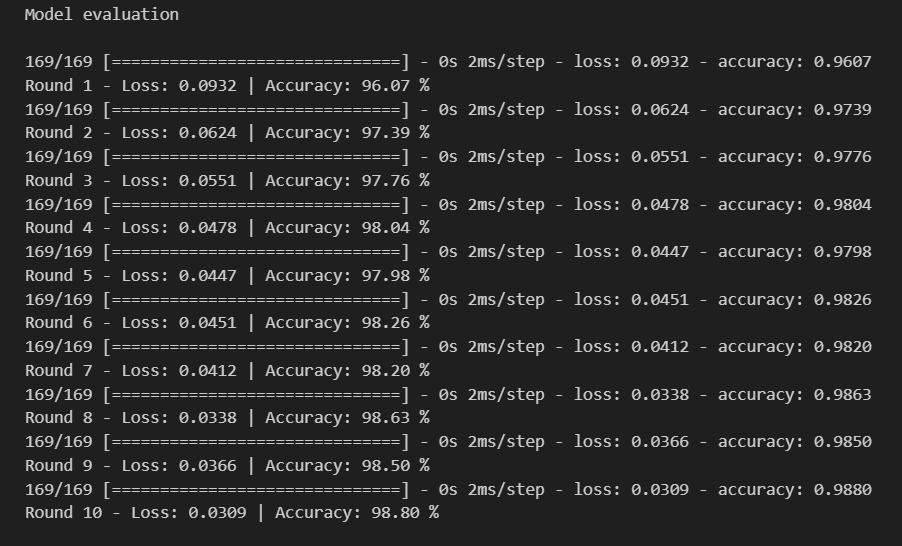 Model evaluation
169/169 [==============================] - 0s 2ms/step - loss: 0.0932 - accuracy: 0.9607
Round 1 - Loss: 0.0932 | Accuracy: 96.07 %
169/169 [==============================] - 0s 2ms/step - loss: 0.0624 - accuracy: 0.9739
Round 2 - Loss: 0.0624 | Accuracy: 97.39 %
169/169 [==============================] - 0s 2ms/step - loss: 0.0551 - accuracy: 0.9776
Round 3 - Loss: 0.0551 | Accuracy: 97.76 %
169/169 [==============================] - 0s 2ms/step - loss: 0.0478 - accuracy: 0.9804
Round 4 - Loss: 0.0478 | Accuracy: 98.04 %
169/169 [==============================] - 0s 2ms/step - loss: 0.0447 - accuracy: 0.9798
Round 5 - Loss: 0.0447 | Accuracy: 97.98 %
169/169 [==============================] - 0s 2ms/step - loss: 0.0451 - accuracy: 0.9826
Round 6 - Loss: 0.0451 | Accuracy: 98.26 %
169/169 [==============================] - 0s 2ms/step - loss: 0.0412 - accuracy: 0.9820
Round 7 - Loss: 0.0412 | Accuracy: 98.20 %
169/169 [==============================] - 0s 2ms/step - loss: 0.0338 - accuracy: 0.9863
Round 8 - Loss: 0.0338 | Accuracy: 98.63 %
169/169 [==============================] - 0s 2ms/step - loss: 0.0366 - accuracy: 0.9850
Round 9 - Loss: 0.0366 | Accuracy: 98.50 %
169/169 [==============================] - 0s 2ms/step - loss: 0.0309 - accuracy: 0.9880
Round 10 - Loss: 0.0309 | Accuracy: 98.80 %